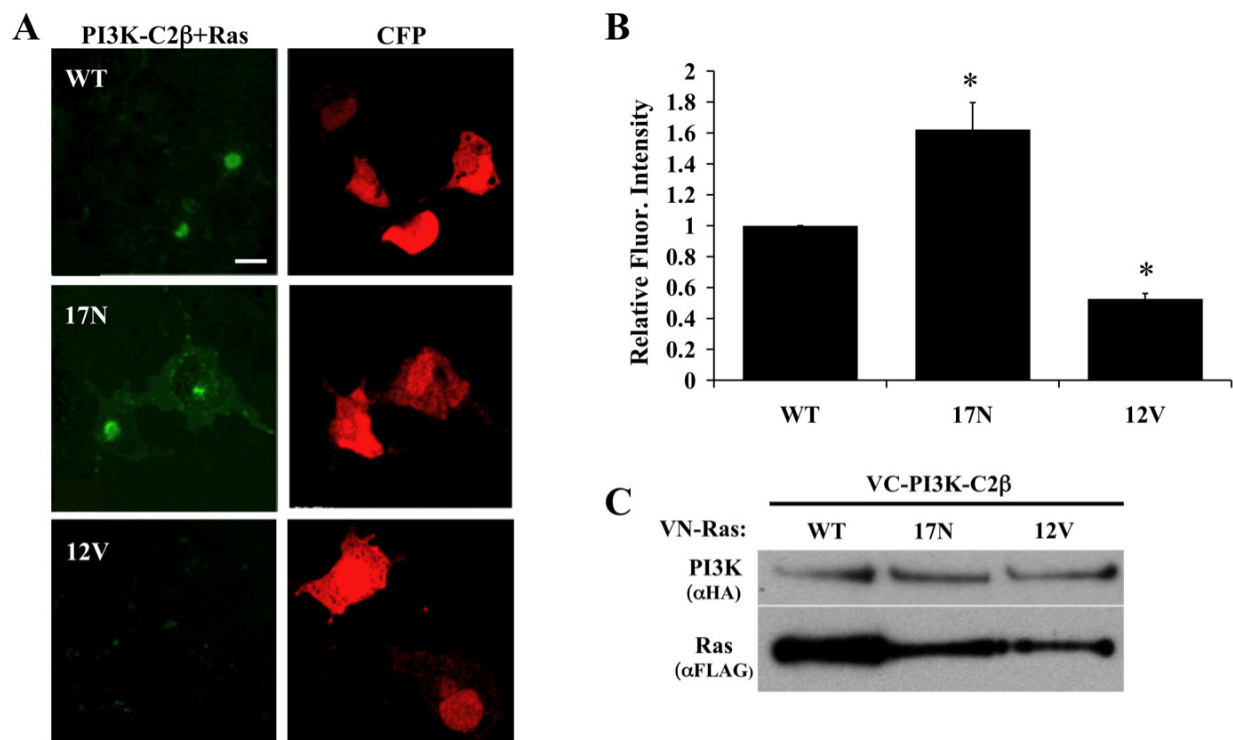 A
PI3K-C2β+Ras
CFP
WT
17N
12V
B
Relative Fluor. Intensity
2
1.8
1.6
1.4
1.2
1
0.8
0.6
0.4
0.2
0
*
*
WT
17N
12V
C
VC-PI3K-C2β
VN-Ras:
WT
17N
12V
PI3K
(αHA)
Ras
(αFLAG)